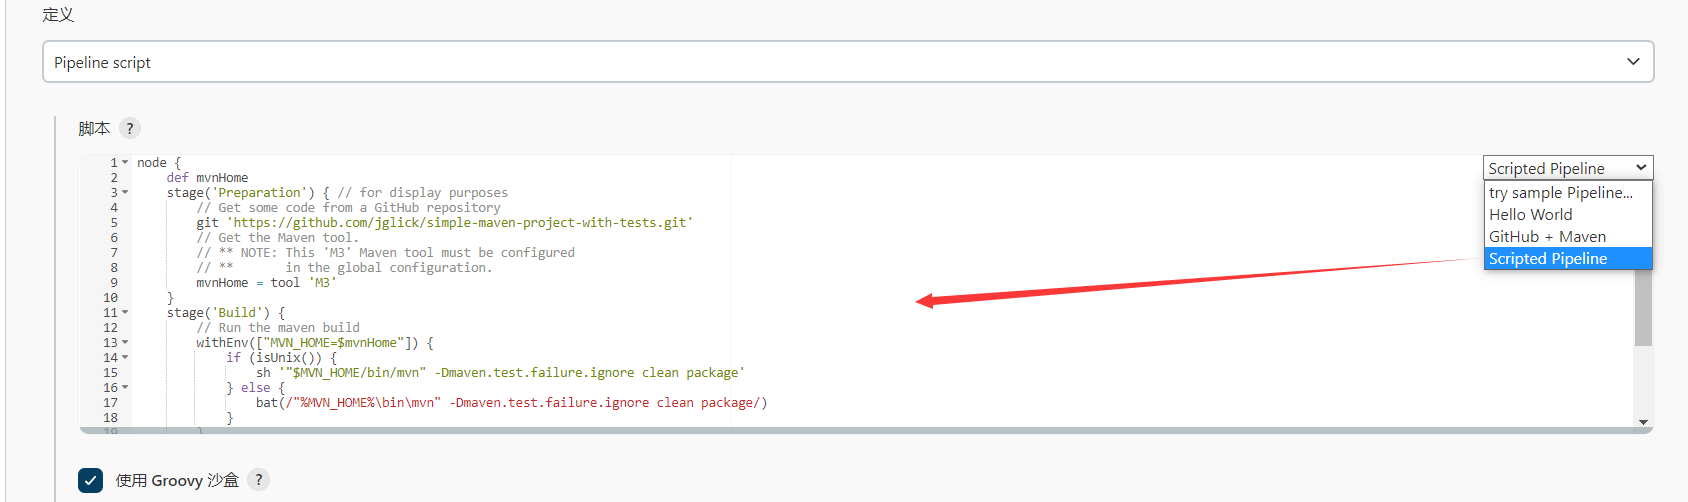 定义
Pipeline script
脚本 ?
Scripted Pipeline
try sample Pipeline...
Hello World
GitHub + Maven
Scripted Pipeline
1 node {
2     def mvnHome
3     stage('Preparation') { // for display purposes
4         // Get some code from a GitHub repository
5         git 'https://github.com/jglick/simple-maven-project-with-tests.git'
6         // Get the Maven tool.
7         // ** NOTE: This 'M3' Maven tool must be configured
8         // **       in the global configuration.
9         mvnHome = tool 'M3'
10     }
11     stage('Build') {
12         // Run the maven build
13         withEnv(["MVN_HOME=$mvnHome"]) {
14             if (isUnix()) {
15                 sh '"$MVN_HOME/bin/mvn" -Dmaven.test.failure.ignore clean package'
16             } else {
17                 bat(/"%MVN_HOME%\bin\mvn" -Dmaven.test.failure.ignore clean package/)
18             }
19         }
使用 Groovy 沙盒 ?